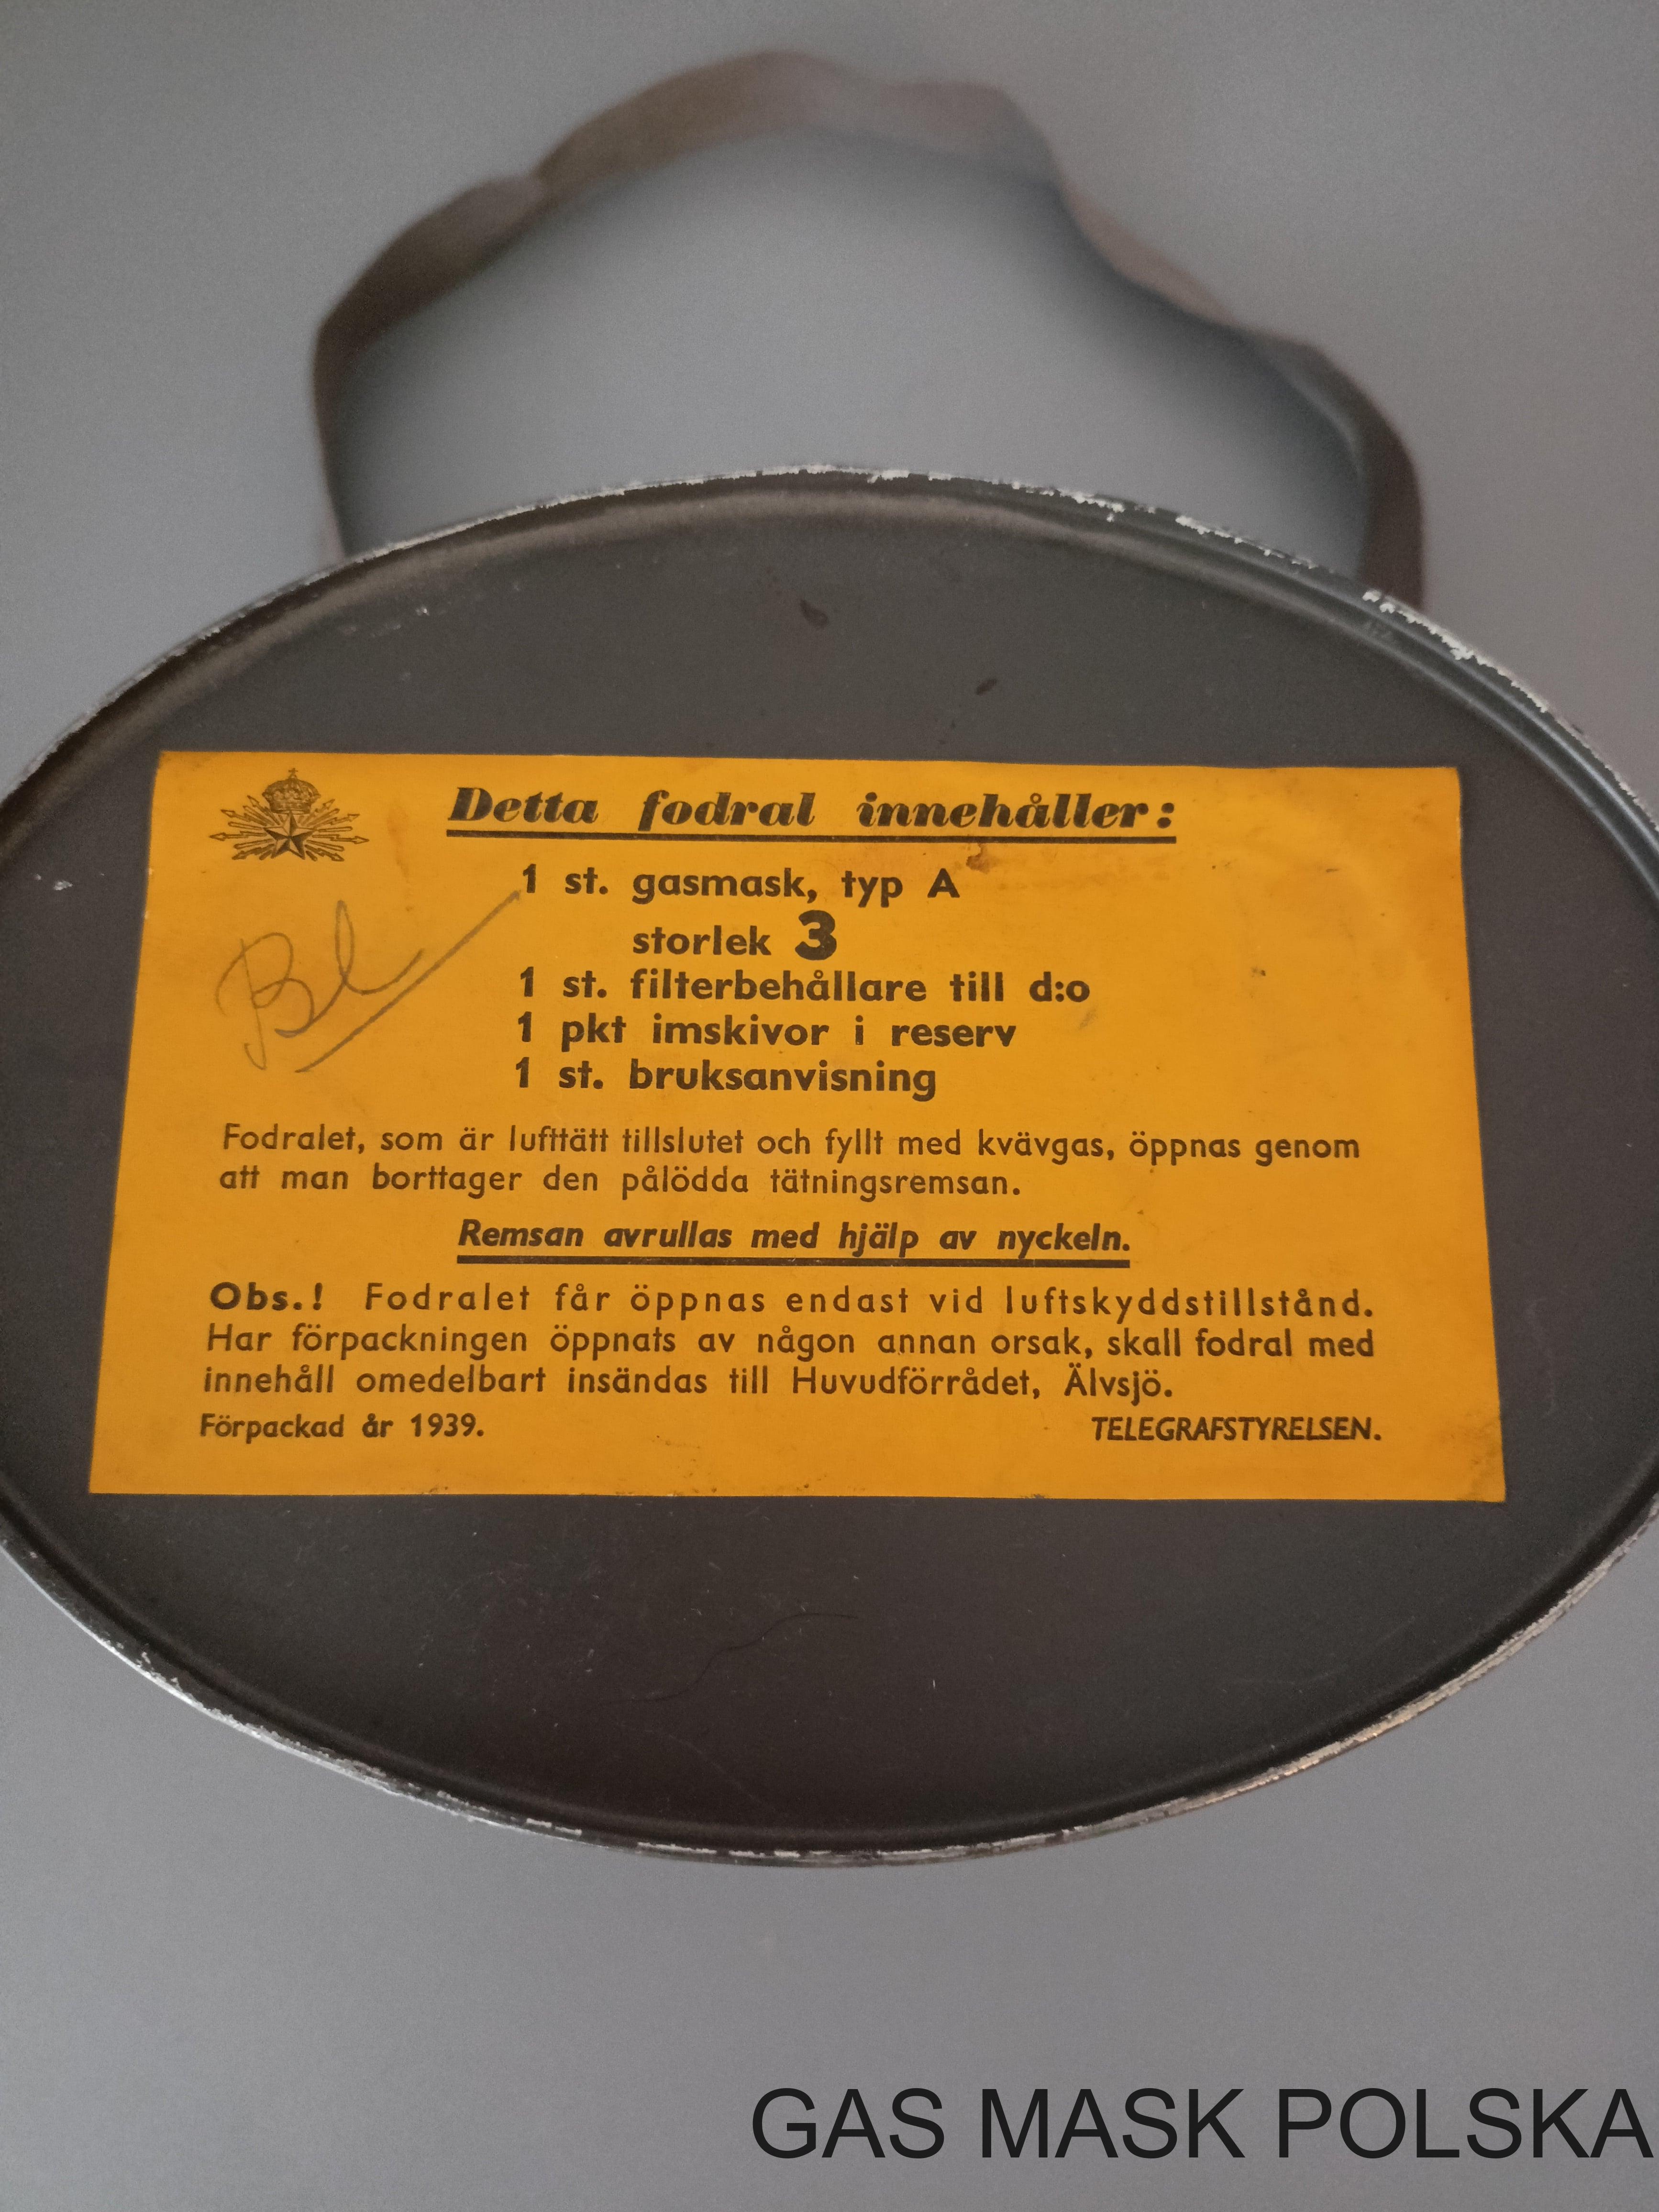 Detta fodral innehåller:
1 st. gasmask, typ A
storlek 3
1 st. filterbehållare till d:o
1 pkt imskivor i reserv
1 st. bruksanvisning
Fodralet, som är lufttätt tillslutet och fyllt med kvävgas, öppnas genom
att man borttager den pålödda tätningsremsan.
Remsan avrullas med hjälp av nyckeln.
Obs.! Fodralet får öppnas endast vid luftskyddstillstånd.
Har förpackningen öppnats av någon annan orsak, skall fodral med
innehåll omedelbart insändas till Huvudförrådet, Älvsjö.
Förpackad år 1939. TELEGRAFSTYRELSEN.
GAS MASK POLSKA